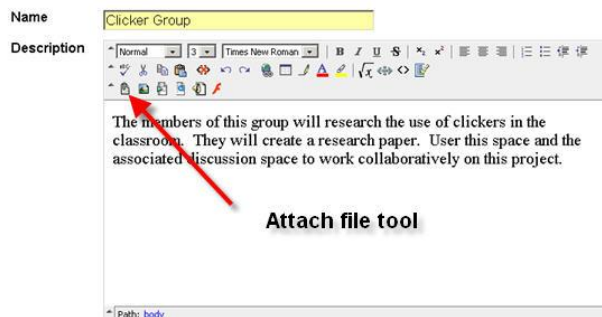 Name Clicker Group
Description Normal 3 Times New Roman B I U S x₂ x²
√x
The members of this group will research the use of clickers in the
classroom. They will create a research paper. User this space and the
associated discussion space to work collaboratively on this project.
Attach file tool
Path: body